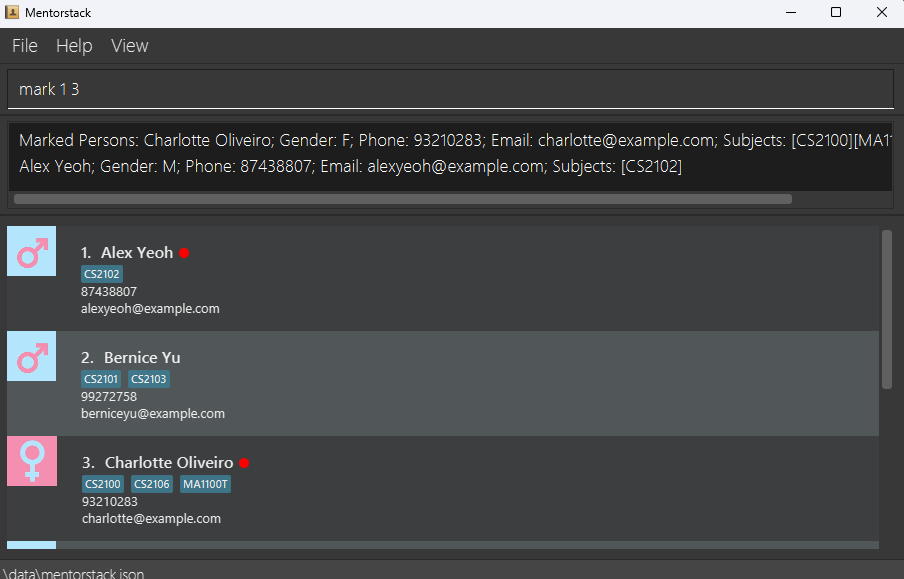 Mentorstack
File Help View
mark 1 3
Marked Persons: Charlotte Oliveiro; Gender: F; Phone: 93210283; Email: charlotte@example.com; Subjects: [CS2100][MA1
Alex Yeoh; Gender: M; Phone: 87438807; Email: alexyeoh@example.com; Subjects: [CS2102]
1. Alex Yeoh
CS2102
87438807
alexyeoh@example.com
2. Bernice Yu
CS2101 CS2103
99272758
berniceyu@example.com
3. Charlotte Oliveiro
CS2100 CS2106 MA1100T
93210283
charlotte@example.com
\data\mentorstack.json